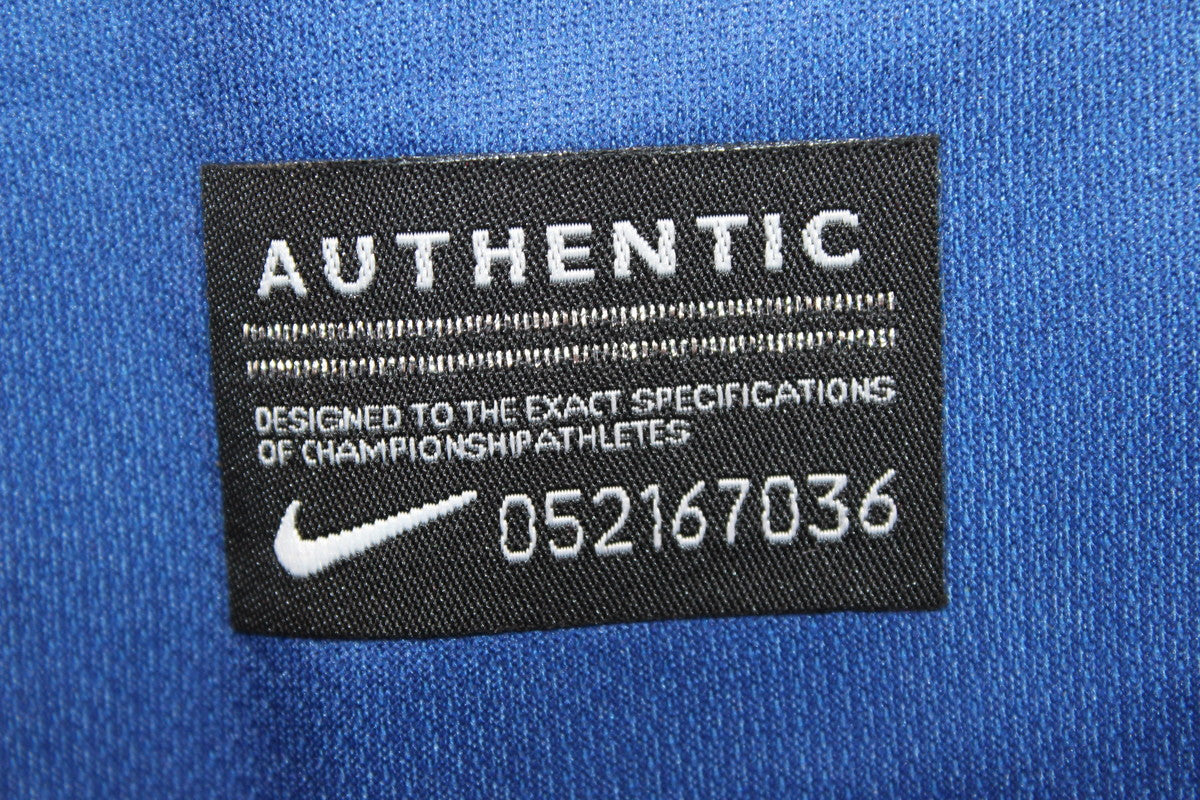 AUTHENTIC
DESIGNED TO THE EXACT SPECIFICATIONS
OF CHAMPIONSHIP ATHLETES
052167036